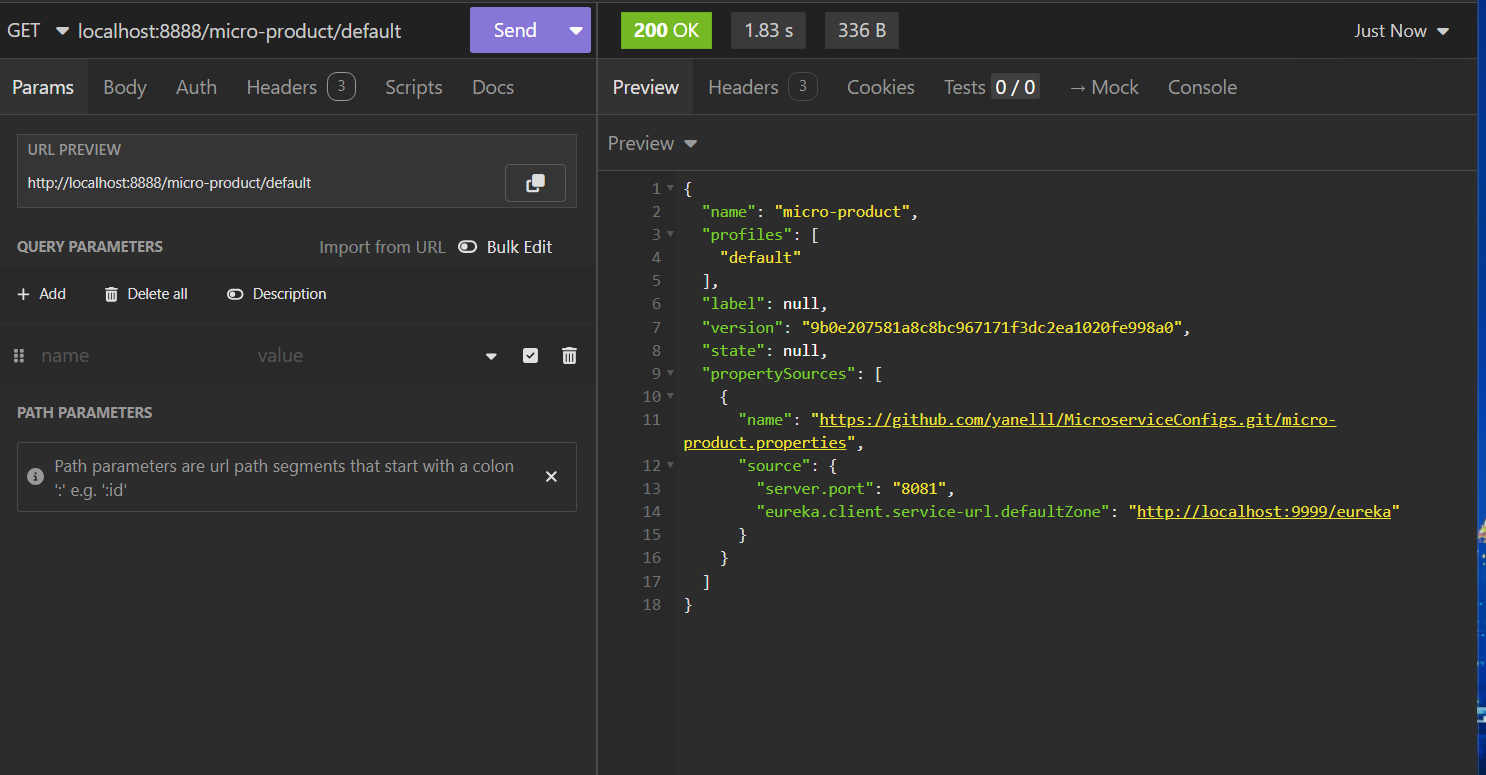 GET localhost:8888/micro-product/default Send
200 OK 1.83 s 336 B Just Now
Params Body Auth Headers 3 Scripts Docs
Preview Headers 3 Cookies Tests 0 / 0 → Mock Console
URL PREVIEW
http://localhost:8888/micro-product/default
QUERY PARAMETERS Import from URL Bulk Edit
Add Delete all Description
name value
PATH PARAMETERS
Path parameters are url path segments that start with a colon
':' e.g. ':id'
Preview
1 {
2 "name": "micro-product",
3 "profiles": [
4 "default"
5 ],
6 "label": null,
7 "version": "9b0e207581a8c8bc967171f3dc2ea1020fe998a0",
8 "state": null,
9 "propertySources": [
10 {
11 "name": "https://github.com/yanelll/MicroserviceConfigs.git/micro-
product.properties",
12 "source": {
13 "server.port": "8081",
14 "eureka.client.service-url.defaultZone": "http://localhost:9999/eureka"
15 }
16 }
17 ]
18 }